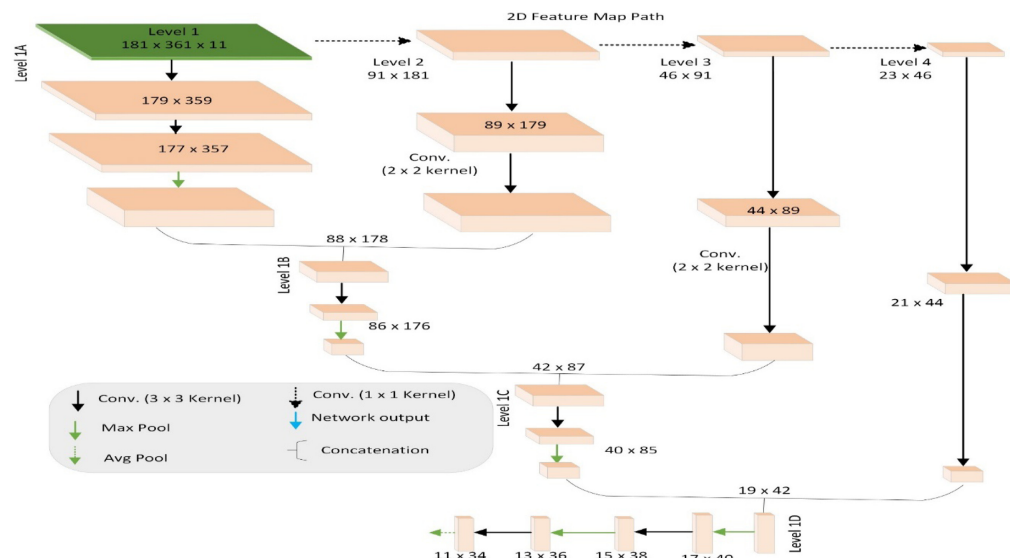 2D Feature Map Path
Level 1A
Level 1
181 x 361 x 11
Level 2
91 x 181
Level 3
46 x 91
Level 4
23 x 46
179 x 359
89 x 179
177 x 357
Conv.
(2 x 2 kernel)
44 x 89
88 x 178
Conv.
(2 x 2 kernel)
Level 1B
21 x 44
86 x 176
42 x 87
Conv. (3 x 3 Kernel)
Conv. (1 x 1 Kernel)
Max Pool
Network output
Avg Pool
Concatenation
Level 1C
40 x 85
19 x 42
Level 1D
11 x 34
13 x 36
15 x 38
17 x 40